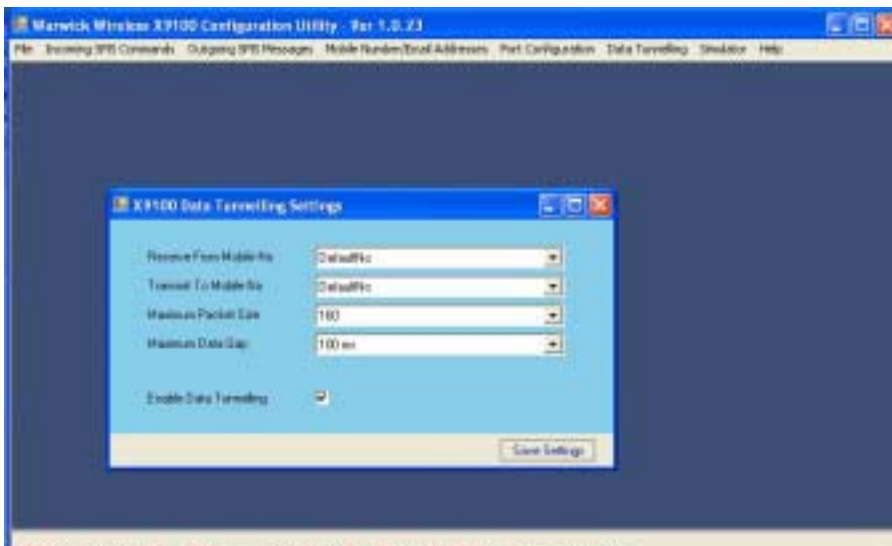 Warwick Wireless X9100 Configuration Utility - Ver 1.0.23
File Incoming SMS Commands Outgoing SMS Messages Mobile Number/Email Addresses Port Configuration Data Tunnelling Simulator Help
X9100 Data Tunnelling Settings
Receive From Mobile No DefaultNo
Transmit To Mobile No DefaultNo
Maximum Packet Size 160
Maximum Data Gap 100 ms
Enable Data Tunnelling
Save Settings